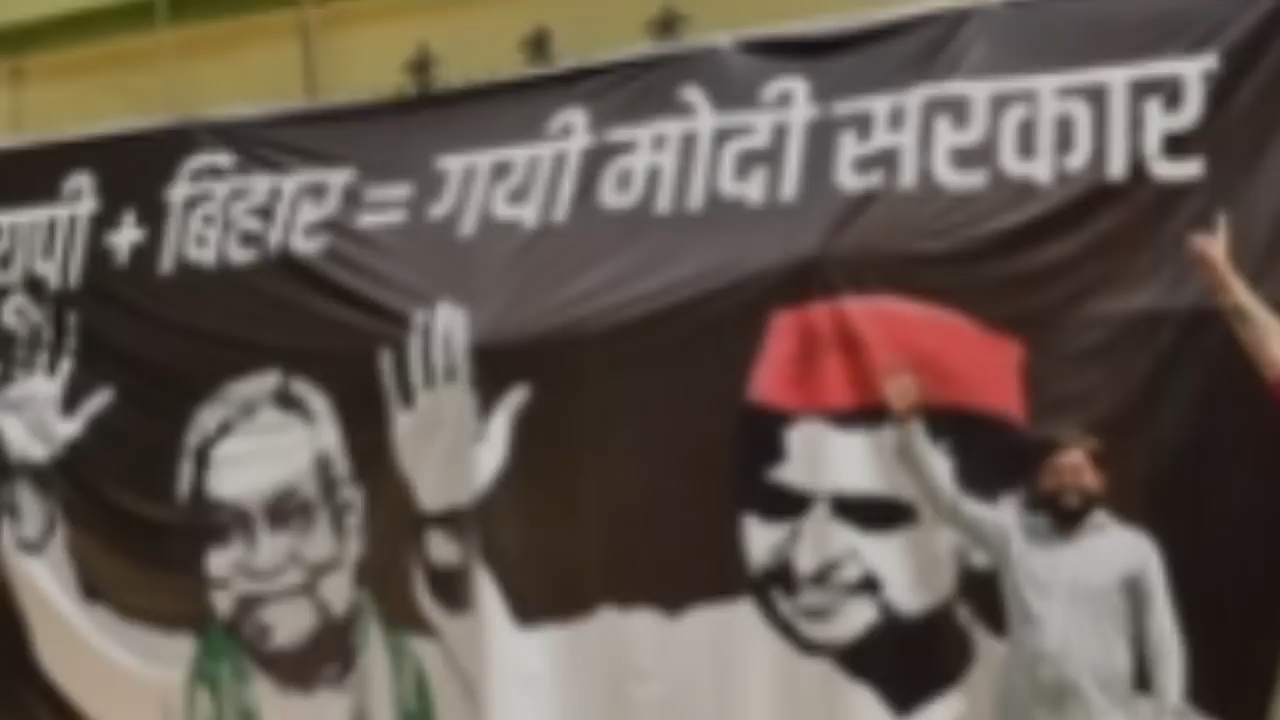 यूपी + बिहार = गयी मोदी सरकार